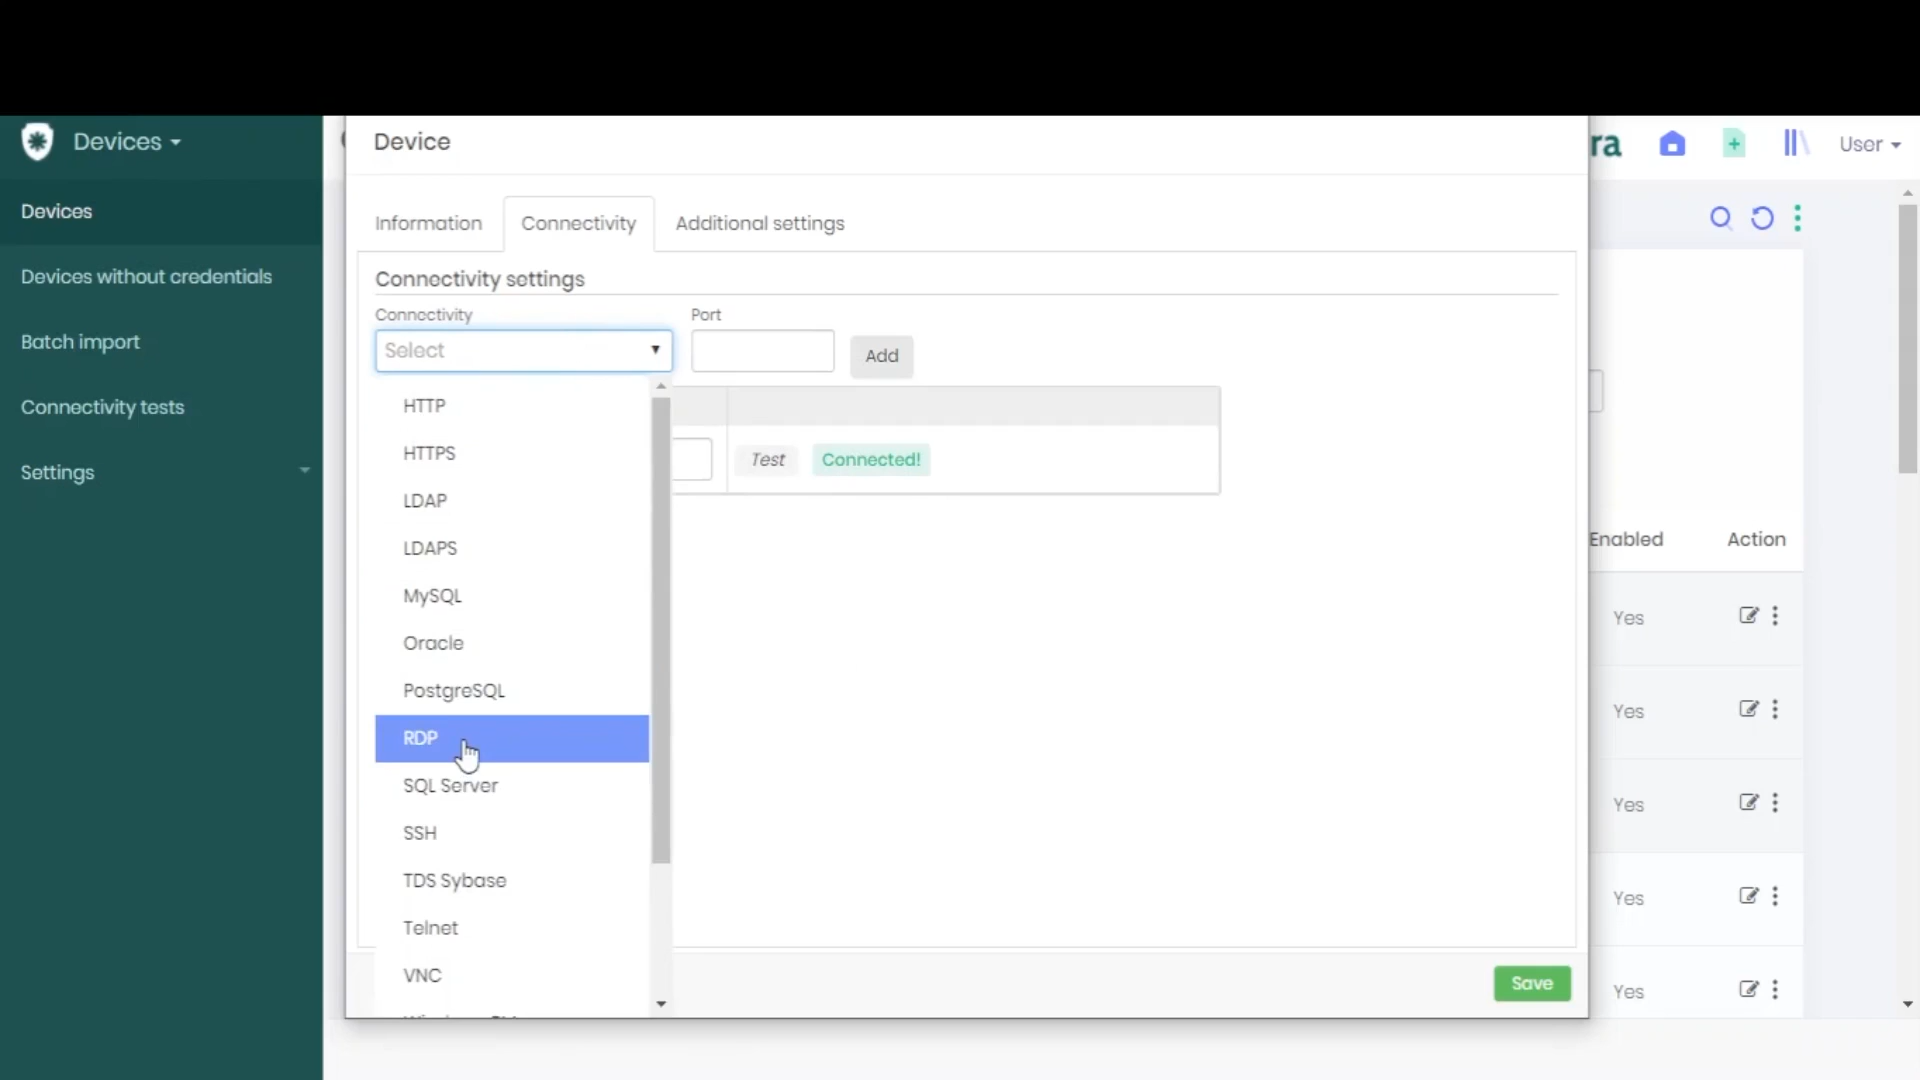 Devices
Device
ra
User
Devices
Devices without credentials
Batch import
Connectivity tests
Settings
Information
Connectivity
Additional settings
Connectivity settings
Connectivity
Port
Select
Add
HTTP
HTTPS
LDAP
LDAPS
MySQL
Oracle
PostgreSQL
RDP
SQL Server
SSH
TDS Sybase
Telnet
VNC
Test
Connected!
Enabled
Action
Yes
Yes
Yes
Yes
Yes
Save